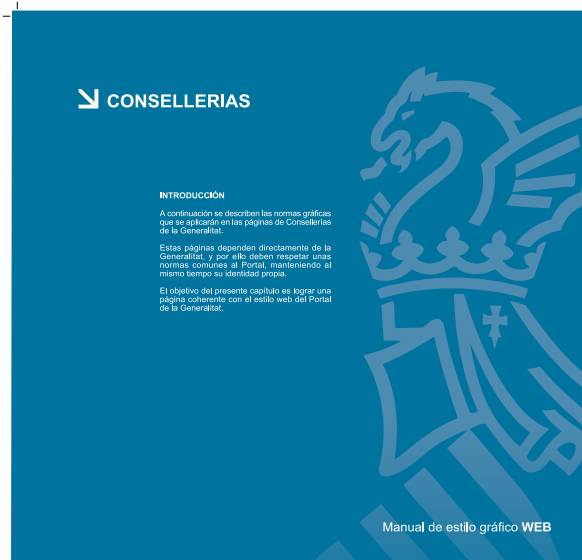 CONSELLERIAS
INTRODUCCIÓN
A continuación se describen las normas gráficas
que se aplicarán en las páginas de Consellerías
de la Generalitat.
Estas páginas dependen directamente de la
Generalitat, y por ello deben respetar unas
normas comunes al Portal, manteniendo al
mismo tiempo su identidad propia.
El objetivo del presente capítulo es lograr una
página coherente con el estilo web del Portal
de la Generalitat.
Manual de estilo gráfico WEB